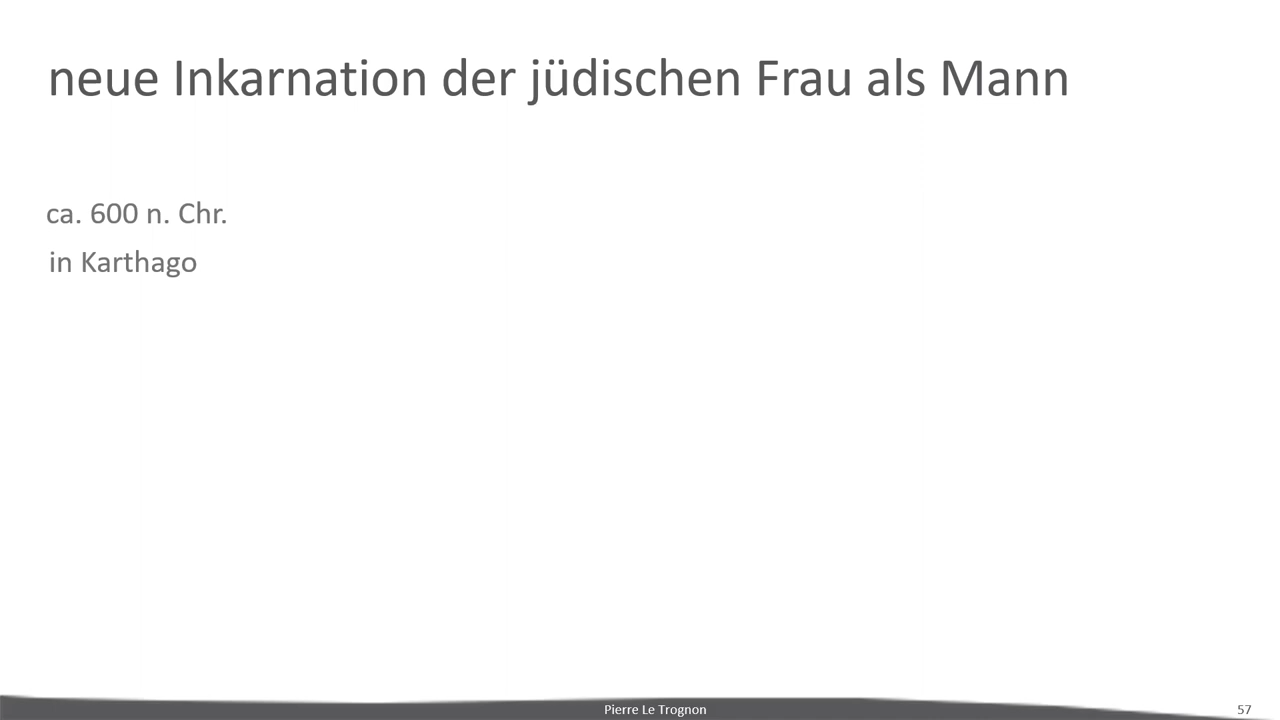 neue Inkarnation der jüdischen Frau als Mann
ca. 600 n. Chr.
in Karthago
Pierre Le Trognon
57